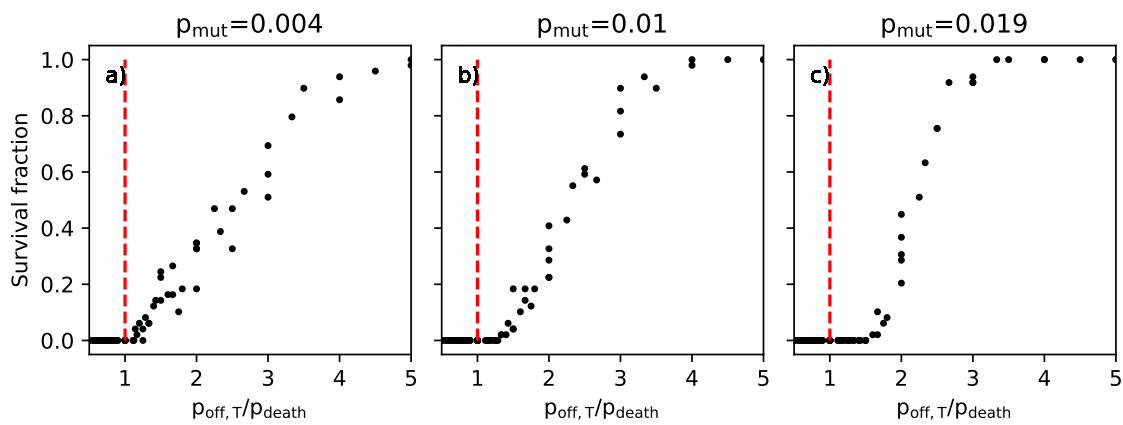 p_mut=0.004
p_mut=0.01
p_mut=0.019
a)
b)
c)
Survival fraction
1.0
0.8
0.6
0.4
0.2
0.0
1 2 3 4 5
1 2 3 4 5
1 2 3 4 5
p_off, T/p_death
p_off, T/p_death
p_off, T/p_death